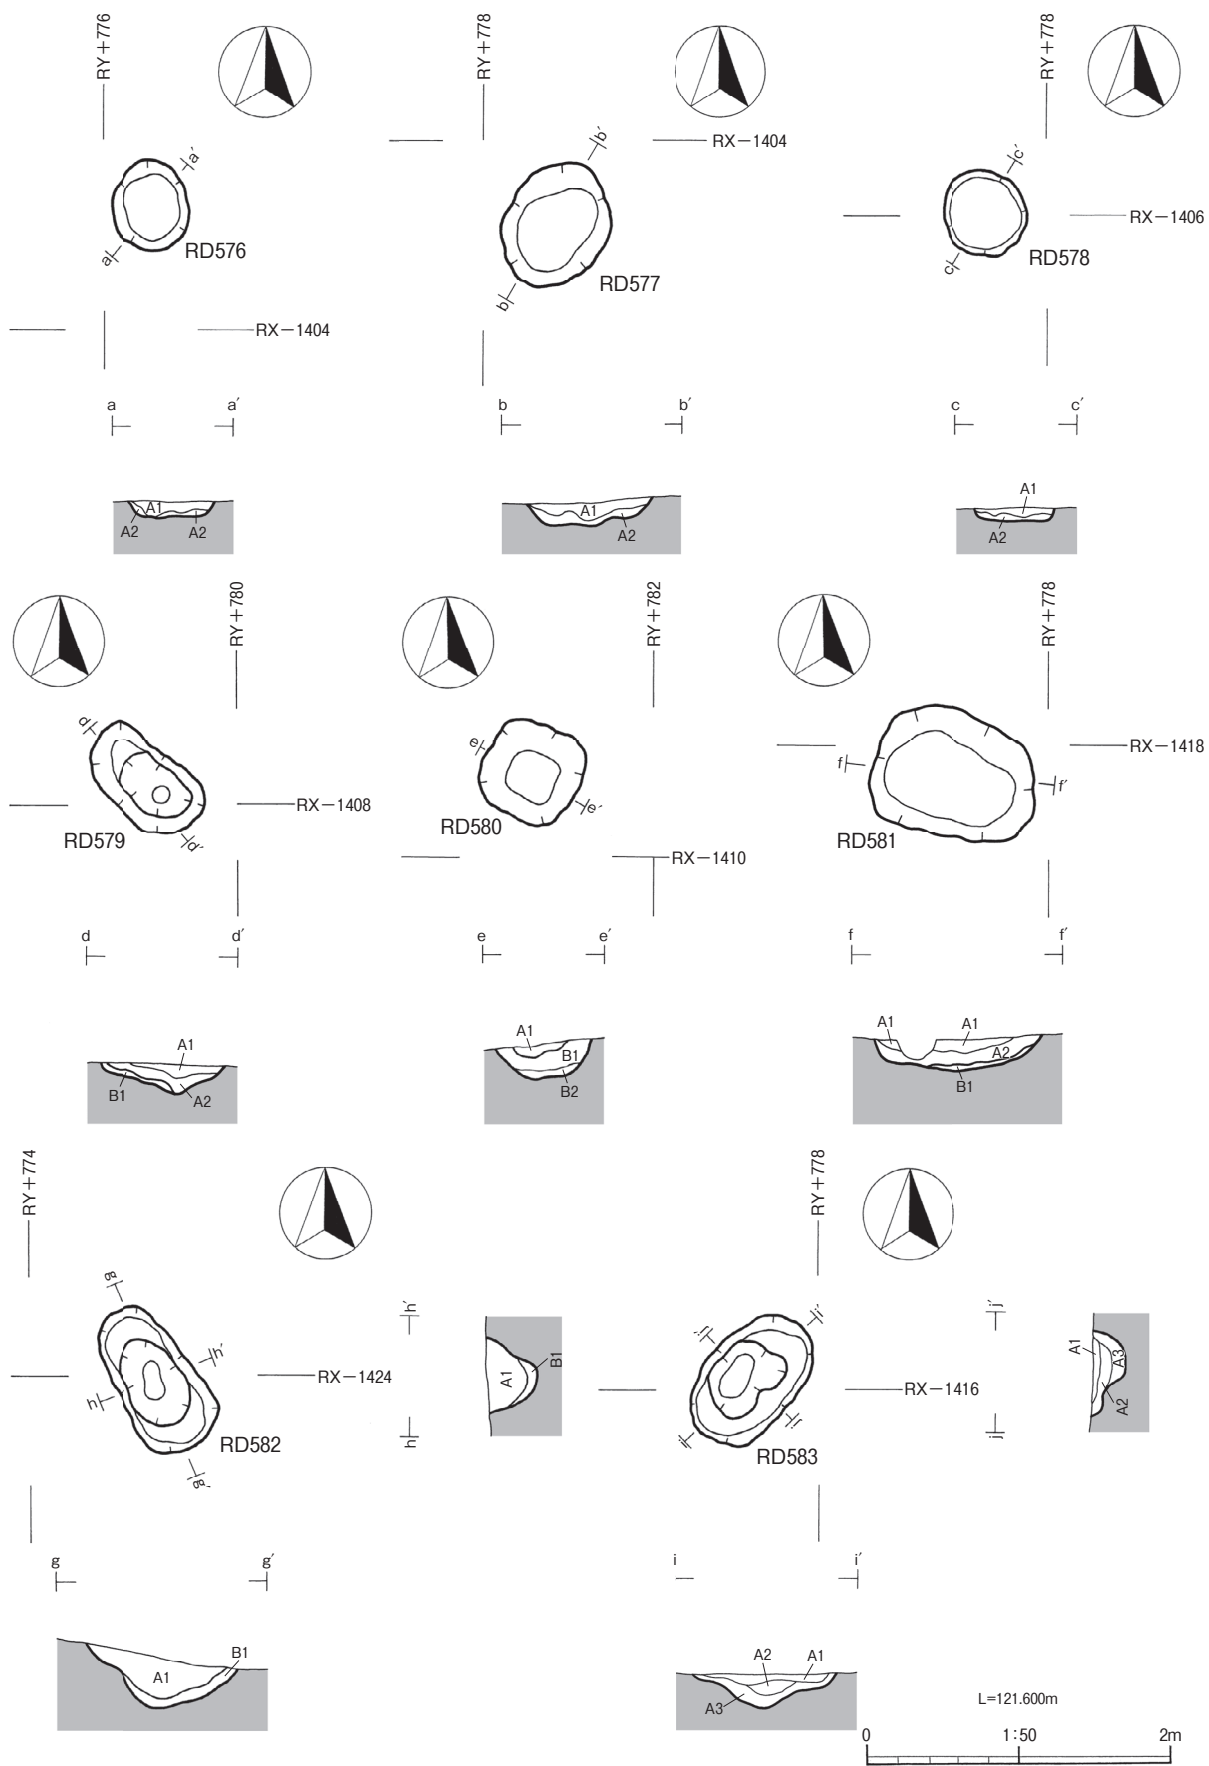 RY＋776
RY＋778
RY＋778
RX－1404
a′
b′
c′
RX－1406
a
RD576
RD577
c
RD578
b
RX－1404
a a′
b b′
c c′
A1
A2 A2
A1
A2
A1
A2
RY＋780
RY＋782
RY＋778
d
e
f
f′
RX－1418
RX－1408
e′
RD579
d′
RD580
RD581
RX－1410
d d′
e e′
f f′
A1
B1
A2
A1
B1
B2
A1 A1
A2
B1
RY＋774
RY＋778
g
h′
h
RX－1424
g′
RD582
h′
h
A1
B1
j′
i′
i
j
RX－1416
RD583
j′
j
A1
A3
A2
g g′
i i′
A1
B1
A2 A1
A3
L=121.600m
0 1:50 2m